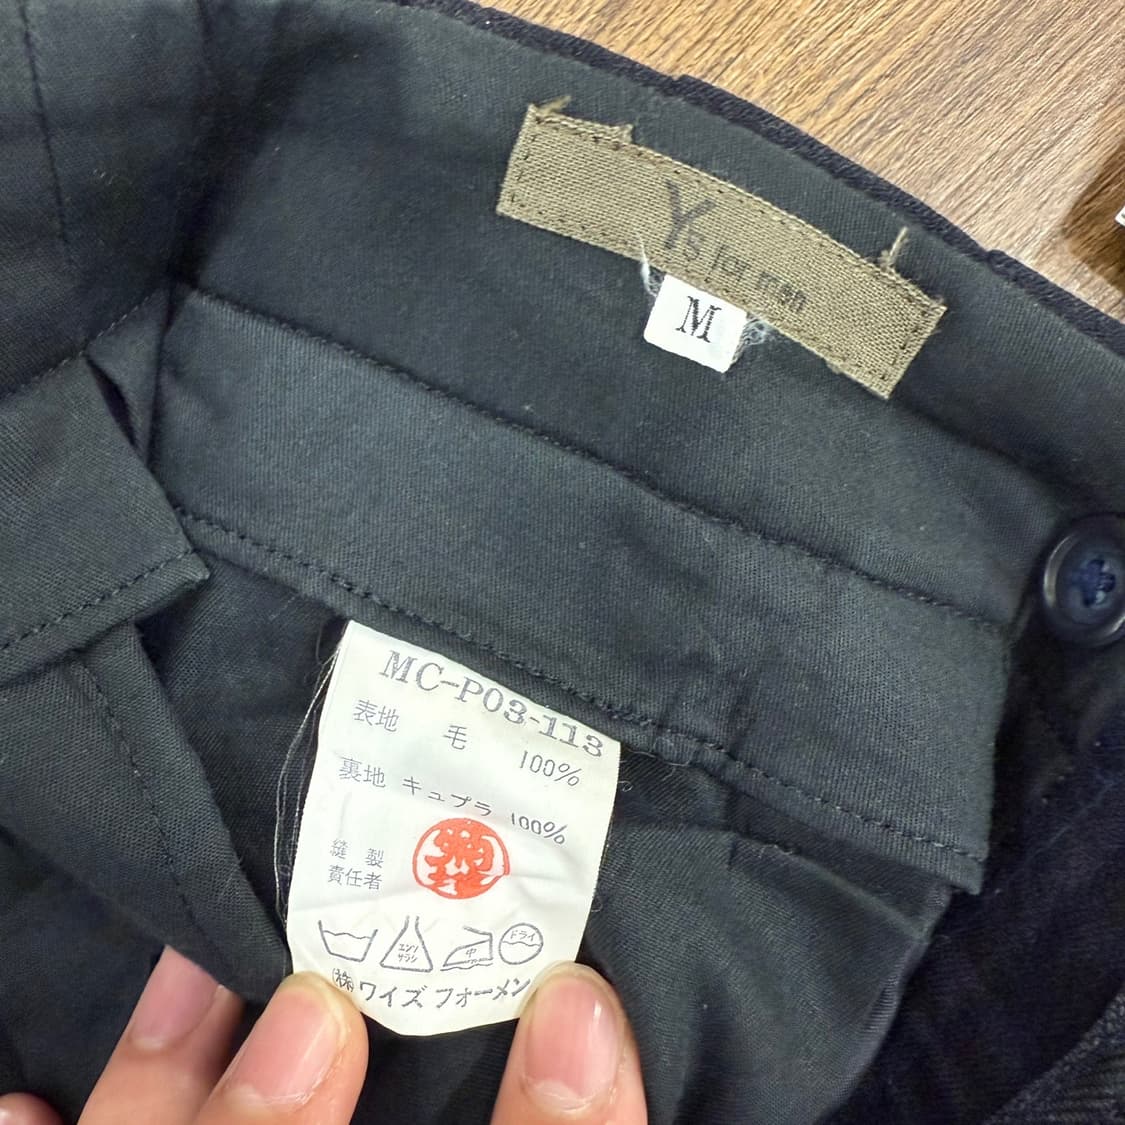 Y's for men
M
MC-P03-113
表地 毛 100%
裏地 キュプラ 100%
縫製
責任者
エンソ
サラシ
中
ドライ
(株)ワイズ フォーメン